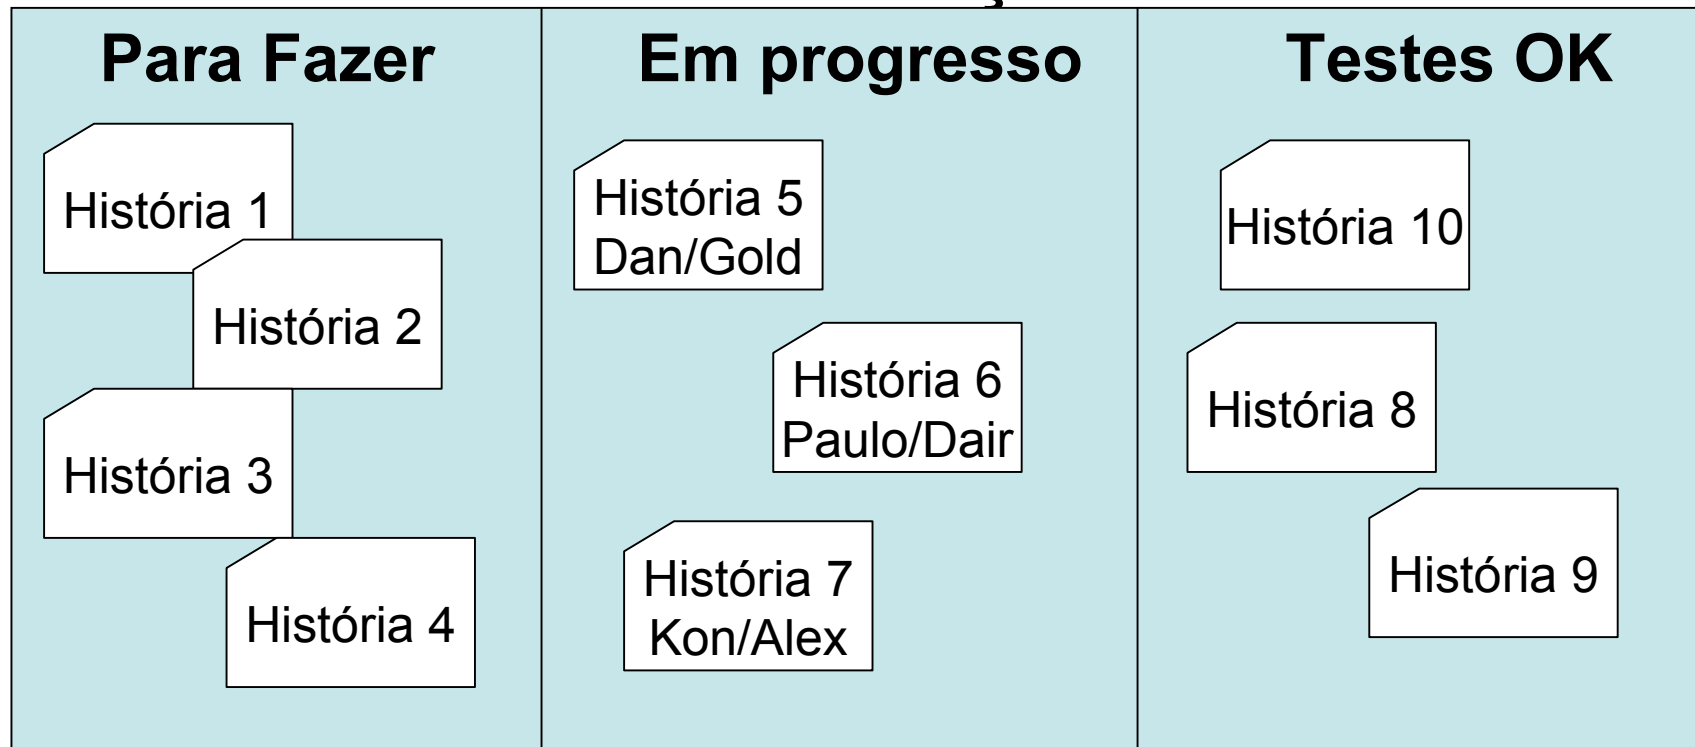 Para Fazer
História 1
História 2
História 3
História 4
Em progresso
História 5
Dan/Gold
História 6
Paulo/Dair
História 7
Kon/Alex
Testes OK
História 10
História 8
História 9